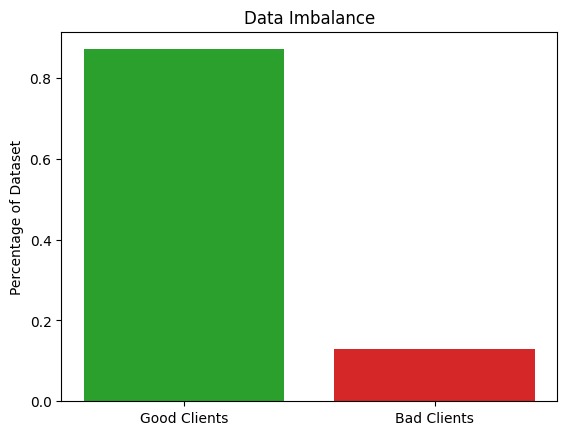 Data Imbalance
Percentage of Dataset
0.8
0.6
0.4
0.2
0.0
Good Clients
Bad Clients